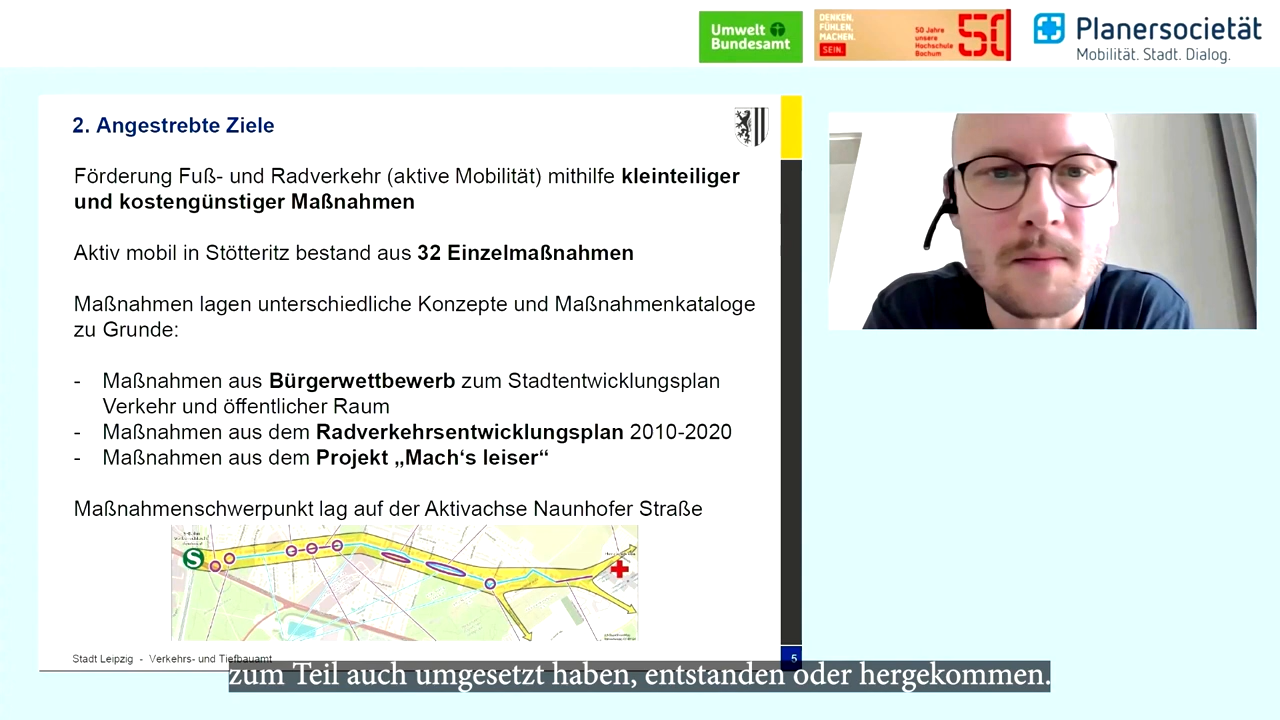 Umwelt
Bundesamt
DENKEN,
FÜHLEN,
MACHEN.
SEIN.
50 Jahre
unsere
Hochschule
Bochum
50
Planersocietät
Mobilität. Stadt. Dialog.
2. Angestrebte Ziele
Förderung Fuß- und Radverkehr (aktive Mobilität) mithilfe kleinteiliger
und kostengünstiger Maßnahmen
Aktiv mobil in Stötteritz bestand aus 32 Einzelmaßnahmen
Maßnahmen lagen unterschiedliche Konzepte und Maßnahmenkataloge
zu Grunde:
- Maßnahmen aus Bürgerwettbewerb zum Stadtentwicklungsplan
Verkehr und öffentlicher Raum
- Maßnahmen aus dem Radverkehrsentwicklungsplan 2010-2020
- Maßnahmen aus dem Projekt „Mach‘s leiser“
Maßnahmenschwerpunkt lag auf der Aktivachse Naunhofer Straße
S
Stadt Leipzig - Verkehrs- und Tiefbauamt
5
zum Teil auch umgesetzt haben, entstanden oder hergekommen.